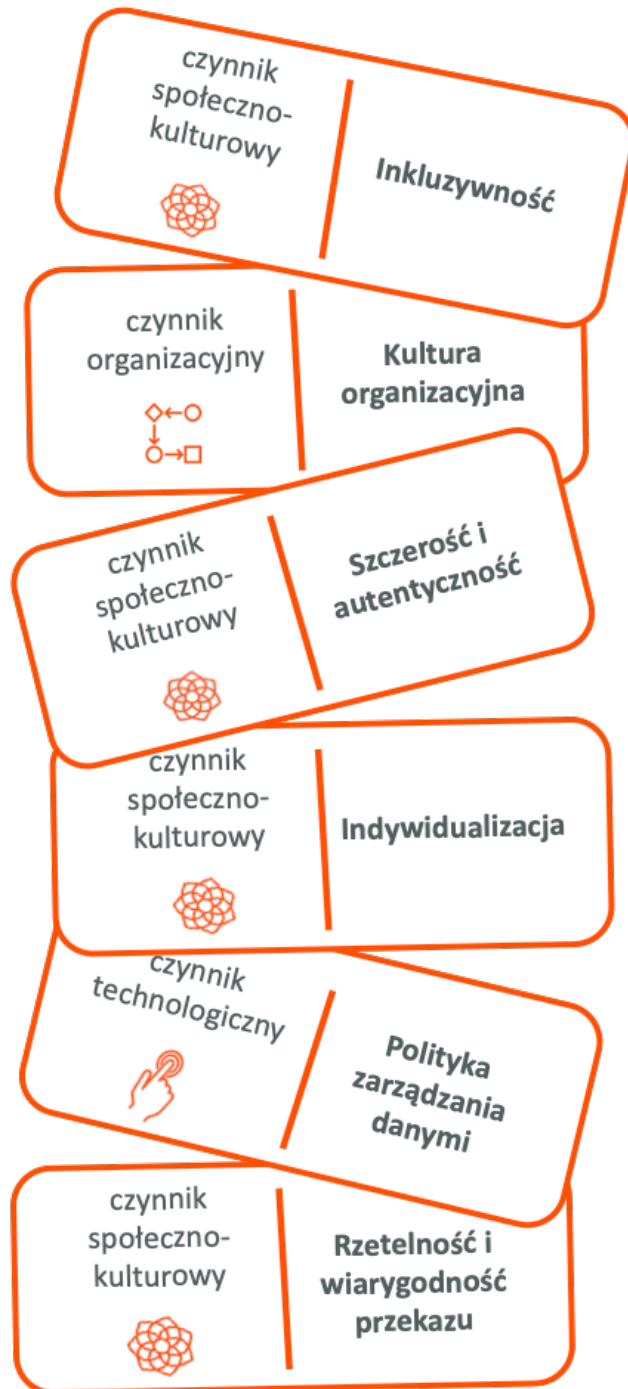 czynnik
społeczno-
kulturowy
Inkluzywność
czynnik
organizacyjny
Kultura
organizacyjna
czynnik
społeczno-
kulturowy
Szczerość i
autentyczność
czynnik
społeczno-
kulturowy
Indywidualizacja
czynnik
technologiczny
Polityka
zarządzania
danymi
czynnik
społeczno-
kulturowy
Rzetelność i
wiarygodność
przekazu